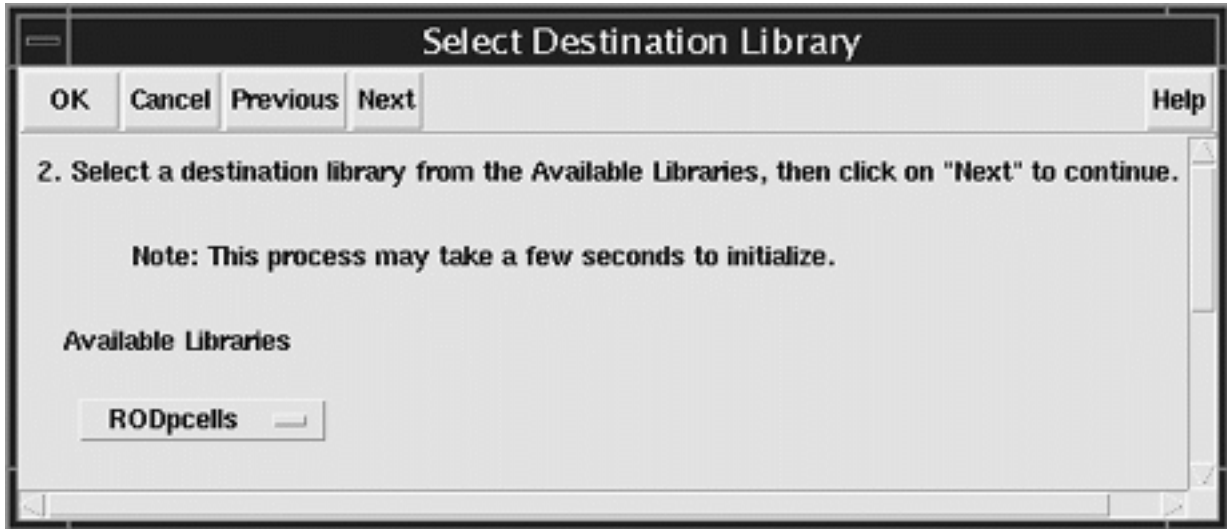 Select Destination Library
OK Cancel Previous Next Help
2. Select a destination library from the Available Libraries, then click on "Next" to continue.
Note: This process may take a few seconds to initialize.
Available Libraries
RODpcells